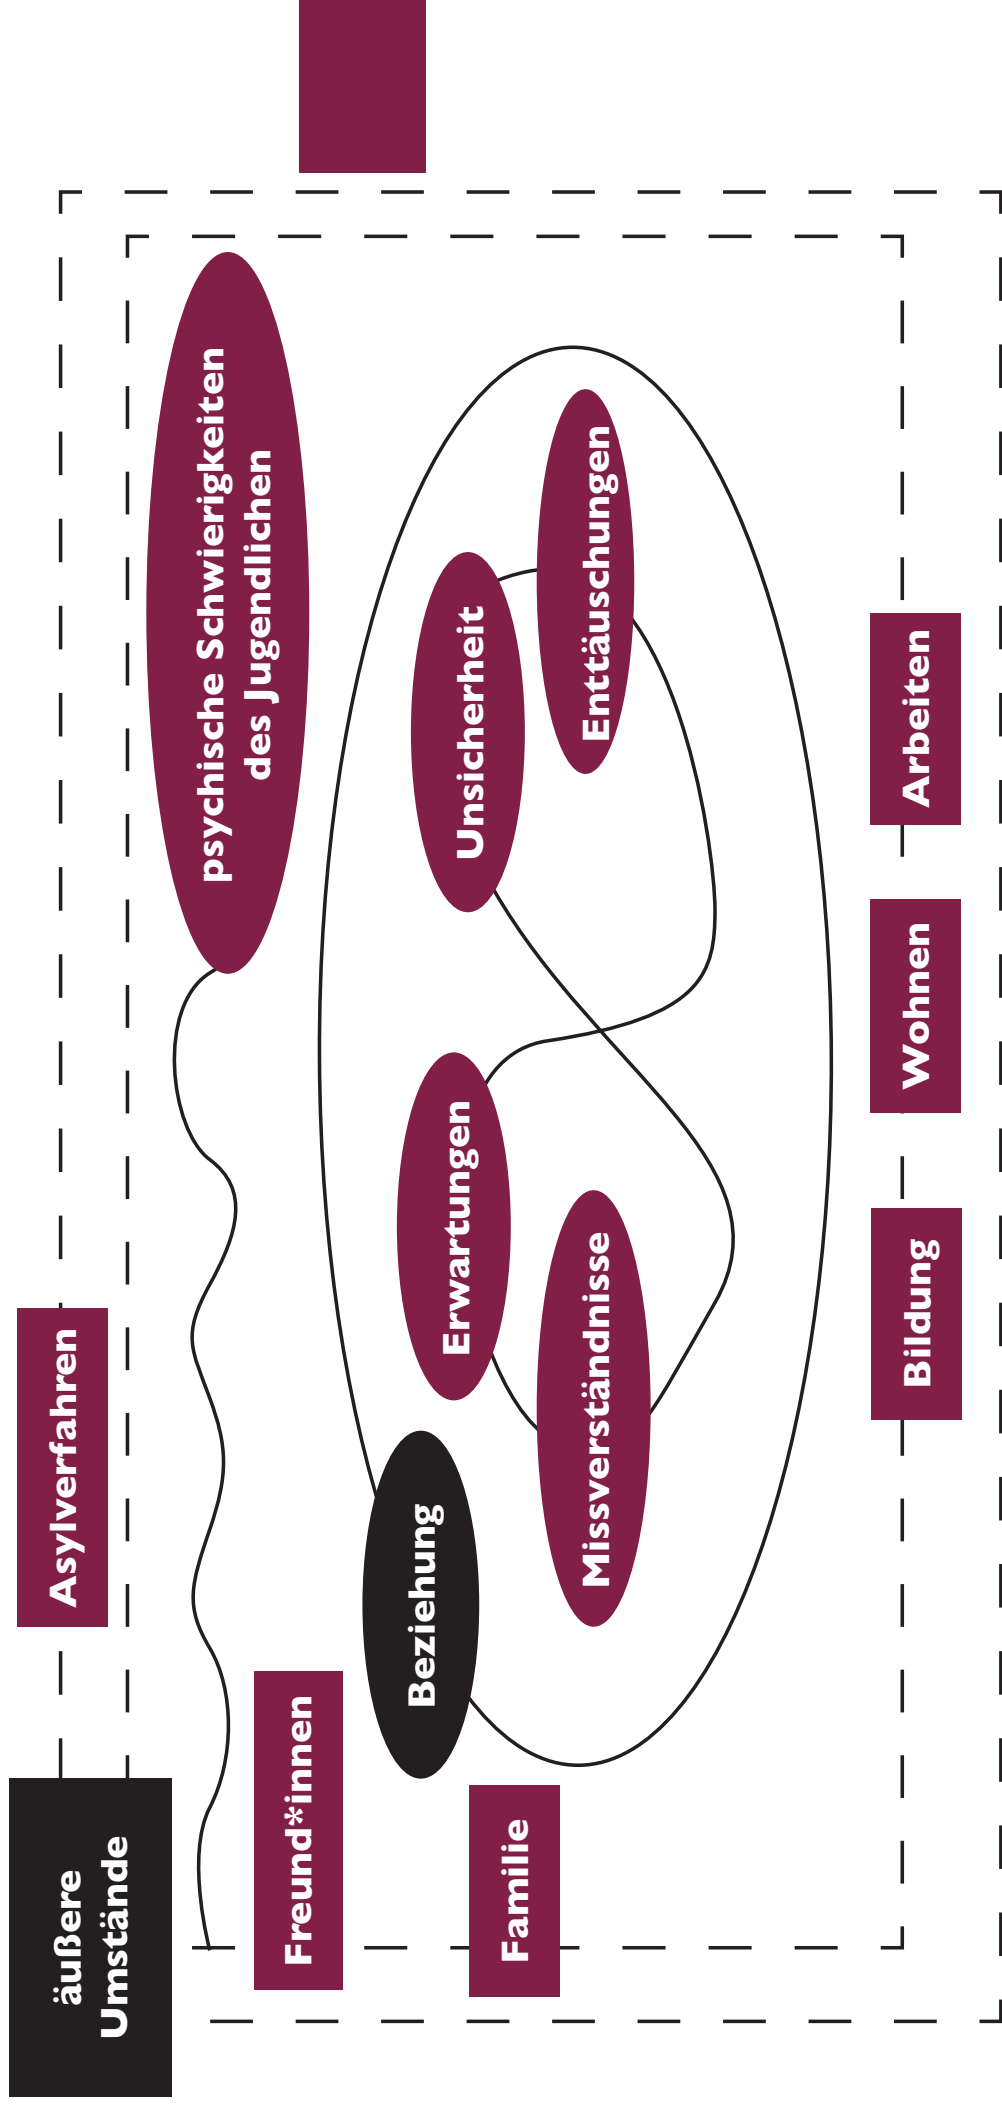 äußere
Umstände
Asylverfahren
psychische Schwierigkeiten
des Jugendlichen
Freund*innen
Beziehung
Erwartungen
Unsicherheit
Familie
Missverständnisse
Enttäuschungen
Bildung
Wohnen
Arbeiten